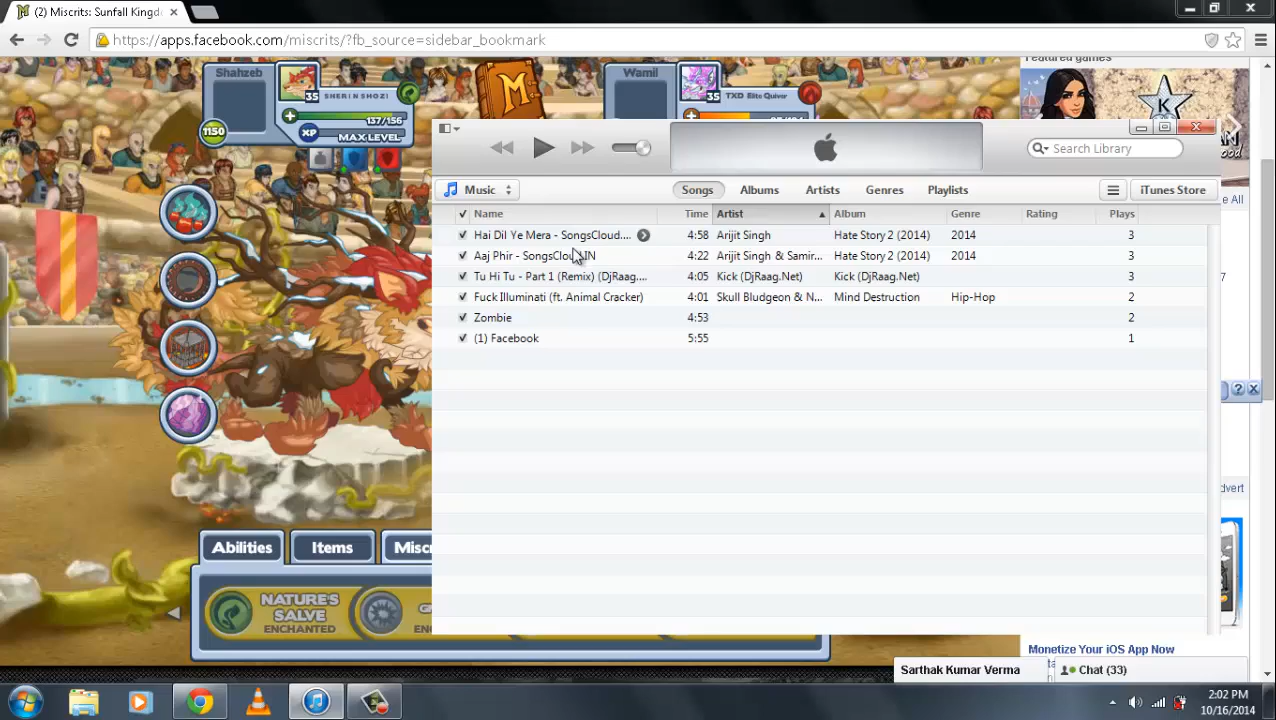 (2) Miscrits: Sunfall Kingd
https://apps.facebook.com/miscrits/?fb_source=sidebar_bookmark
Featured games
Shahzeb
35
SHERINSHOZI
137/156
1150
XP
MAX LEVEL
M
Wamil
35
TXD Elite Quivar
K
Search Library
Music
Songs
Albums
Artists
Genres
Playlists
iTunes Store
Name
Time
Artist
Album
Genre
Rating
Plays
Hai Dil Ye Mera - SongsCloud.... 4:58 Arijit Singh Hate Story 2 (2014) 2014 3
Aaj Phir - SongsCloud.IN 4:22 Arijit Singh & Samir... Hate Story 2 (2014) 2014 3
Tu Hi Tu - Part 1 (Remix) (DjRaag.... 4:05 Kick (DjRaag.Net) Kick (DjRaag.Net) 3
Fuck Illuminati (ft. Animal Cracker) 4:01 Skull Bludgeon & N... Mind Destruction Hip-Hop 2
Zombie 4:53 2
(1) Facebook 5:55 1
e All
dvert
Abilities
Items
Miscr
NATURE'S
SALVE
ENCHANTED
G
EN
Monetize Your iOS App Now
Sarthak Kumar Verma
Chat (33)
2:02 PM
10/16/2014